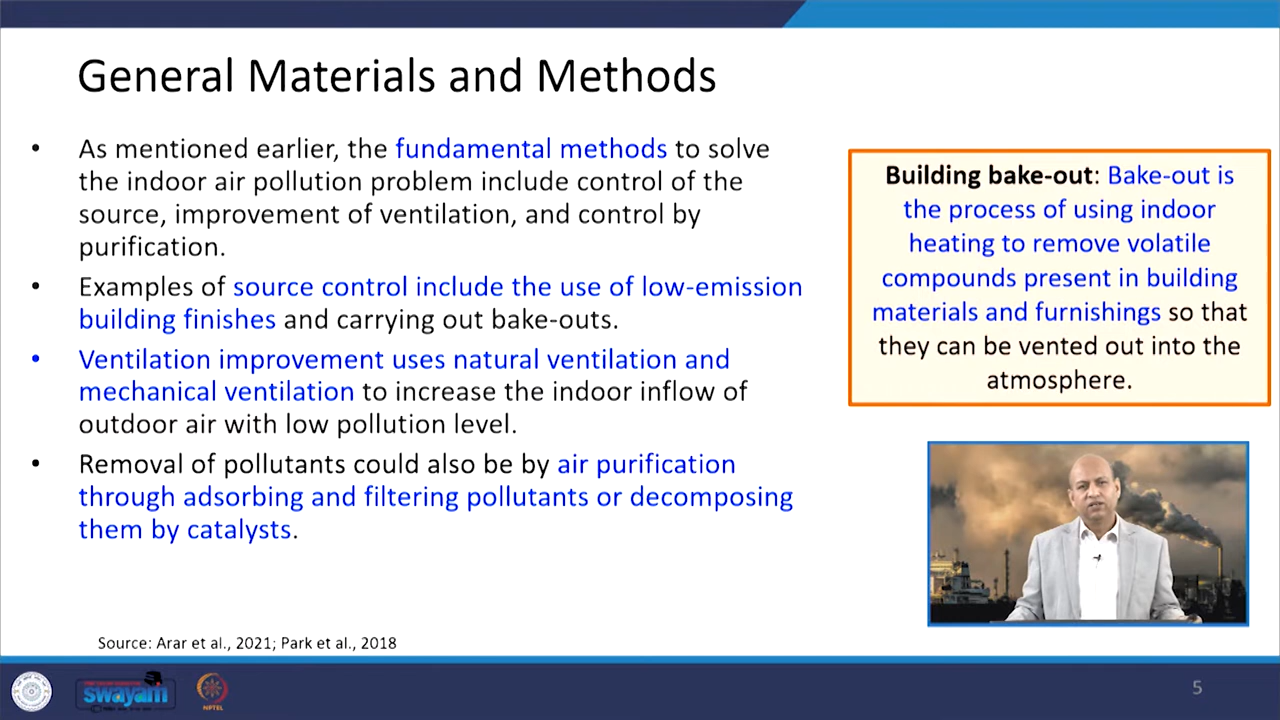 General Materials and Methods
• As mentioned earlier, the fundamental methods to solve
the indoor air pollution problem include control of the
source, improvement of ventilation, and control by
purification.
• Examples of source control include the use of low-emission
building finishes and carrying out bake-outs.
• Ventilation improvement uses natural ventilation and
mechanical ventilation to increase the indoor inflow of
outdoor air with low pollution level.
• Removal of pollutants could also be by air purification
through adsorbing and filtering pollutants or decomposing
them by catalysts.
Building bake-out: Bake-out is
the process of using indoor
heating to remove volatile
compounds present in building
materials and furnishings so that
they can be vented out into the
atmosphere.
Source: Arar et al., 2021; Park et al., 2018
swayam
NPTEL
5